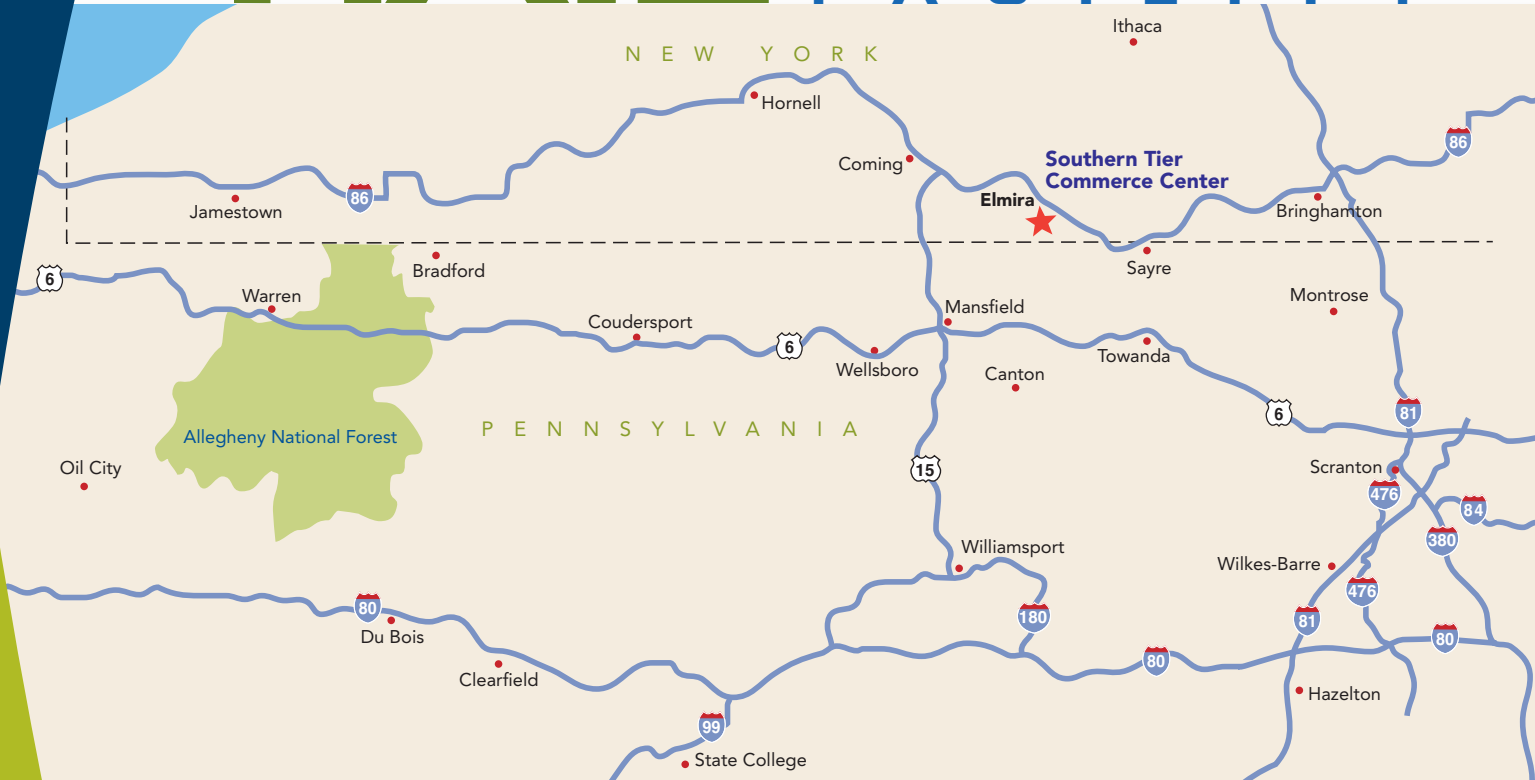 Ithaca
NEW YORK
Hornell
86
Coming
Southern Tier
Commerce Center
86
Jamestown
Elmira
Bringhamton
Bradford
Sayre
6
Warren
Montrose
Coudersport
Mansfield
6
Wellsboro
Towanda
Canton
6
81
Allegheny National Forest
PENNSYLVANIA
Oil City
15
Scranton
476
84
380
Williamsport
Wilkes-Barre
476
80
Du Bois
180
81
80
80
Clearfield
Hazelton
99
State College